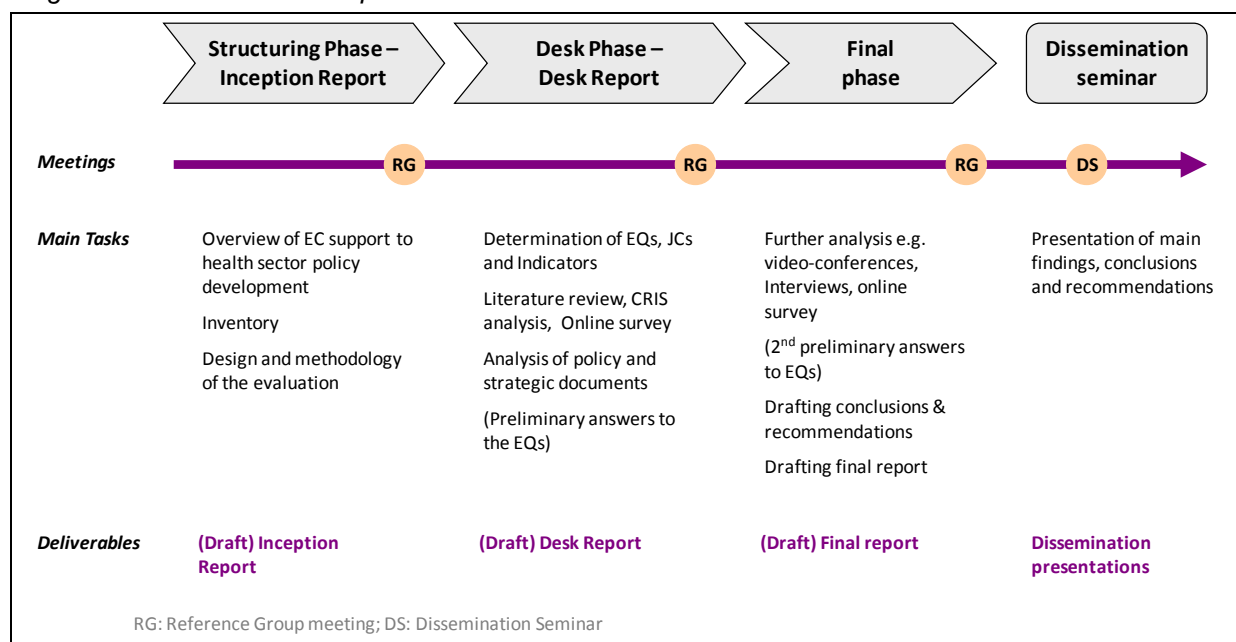 Structuring Phase –
Inception Report
Desk Phase –
Desk Report
Final
phase
Dissemination
seminar
Meetings
RG
RG
RG
DS
Main Tasks
Overview of EC support to
health sector policy
development
Inventory
Design and methodology
of the evaluation
Determination of EQs, JCs
and Indicators
Literature review, CRIS
analysis, Online survey
Analysis of policy and
strategic documents
(Preliminary answers to
the EQs)
Further analysis e.g.
video-conferences,
Interviews, online
survey
(2nd preliminary answers
to EQs)
Drafting conclusions &
recommendations
Drafting final report
Presentation of main
findings, conclusions
and recommendations
Deliverables
(Draft) Inception
Report
(Draft) Desk Report
(Draft) Final report
Dissemination
presentations
RG: Reference Group meeting; DS: Dissemination Seminar